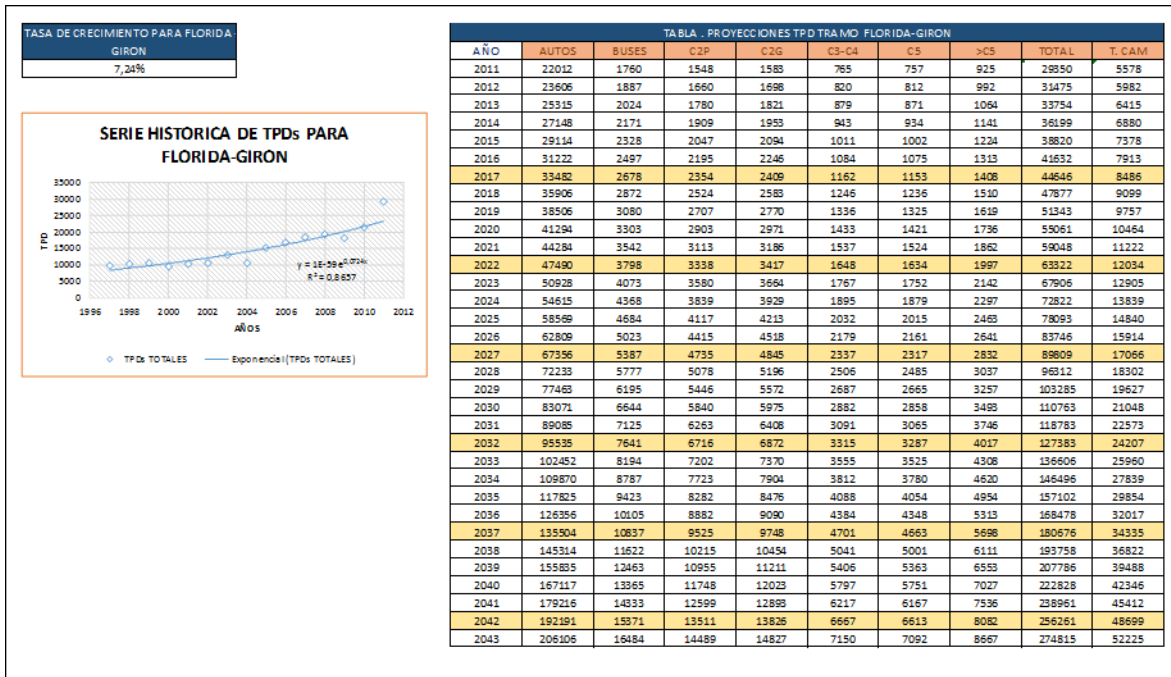 TASA DE CRECIMIENTO PARA FLORIDA-
GIRON
7,24%
SERIE HISTORICA DE TPDs PARA
FLORIDA-GIRON
35000
30000
25000
20000
15000
10000
5000
0
TPD
y = 1E-59e^0,0724x
R² = 0,8657
1996 1998 2000 2002 2004 2006 2008 2010 2012
AÑOS
TPDs TOTALES Exponencial (TPDs TOTALES)
TABLA . PROYECCIONES TPD TRAMO FLORIDA-GIRON
AÑO AUTOS BUSES C2P C2G C3-C4 C5 >C5 TOTAL T. CAM
2011 22012 1760 1548 1583 765 757 925 29350 5578
2012 23606 1887 1660 1698 820 812 992 31475 5982
2013 25315 2024 1780 1821 879 871 1064 33754 6415
2014 27148 2171 1909 1953 943 934 1141 36199 6880
2015 29114 2328 2047 2094 1011 1002 1224 38820 7378
2016 31222 2497 2195 2246 1084 1075 1313 41632 7913
2017 33482 2678 2354 2409 1162 1153 1408 44646 8486
2018 35906 2872 2524 2583 1246 1236 1510 47877 9099
2019 38506 3080 2707 2770 1336 1325 1619 51343 9757
2020 41294 3303 2903 2971 1433 1421 1736 55061 10464
2021 44284 3542 3113 3186 1537 1524 1862 59048 11222
2022 47490 3798 3338 3417 1648 1634 1997 63322 12034
2023 50928 4073 3580 3664 1767 1752 2142 67906 12905
2024 54615 4368 3839 3929 1895 1879 2297 72822 13839
2025 58569 4684 4117 4213 2032 2015 2463 78093 14840
2026 62809 5023 4415 4518 2179 2161 2641 83746 15914
2027 67356 5387 4735 4845 2337 2317 2832 89809 17066
2028 72233 5777 5078 5196 2506 2485 3037 96312 18302
2029 77463 6195 5446 5572 2687 2665 3257 103285 19627
2030 83071 6644 5840 5975 2882 2858 3493 110763 21048
2031 89085 7125 6263 6408 3091 3065 3746 118783 22573
2032 95535 7641 6716 6872 3315 3287 4017 127383 24207
2033 102452 8194 7202 7370 3555 3525 4308 136606 25960
2034 109870 8787 7723 7904 3812 3780 4620 146496 27839
2035 117825 9423 8282 8476 4088 4054 4954 157102 29854
2036 126356 10105 8882 9090 4384 4348 5313 168478 32017
2037 135504 10837 9525 9748 4701 4663 5698 180676 34335
2038 145314 11622 10215 10454 5041 5001 6111 193758 36822
2039 155835 12463 10955 11211 5406 5363 6553 207786 39488
2040 167117 13365 11748 12023 5797 5751 7027 222828 42346
2041 179216 14333 12599 12893 6217 6167 7536 238961 45412
2042 192191 15371 13511 13826 6667 6613 8082 256261 48699
2043 206106 16484 14489 14827 7150 7092 8667 274815 52225